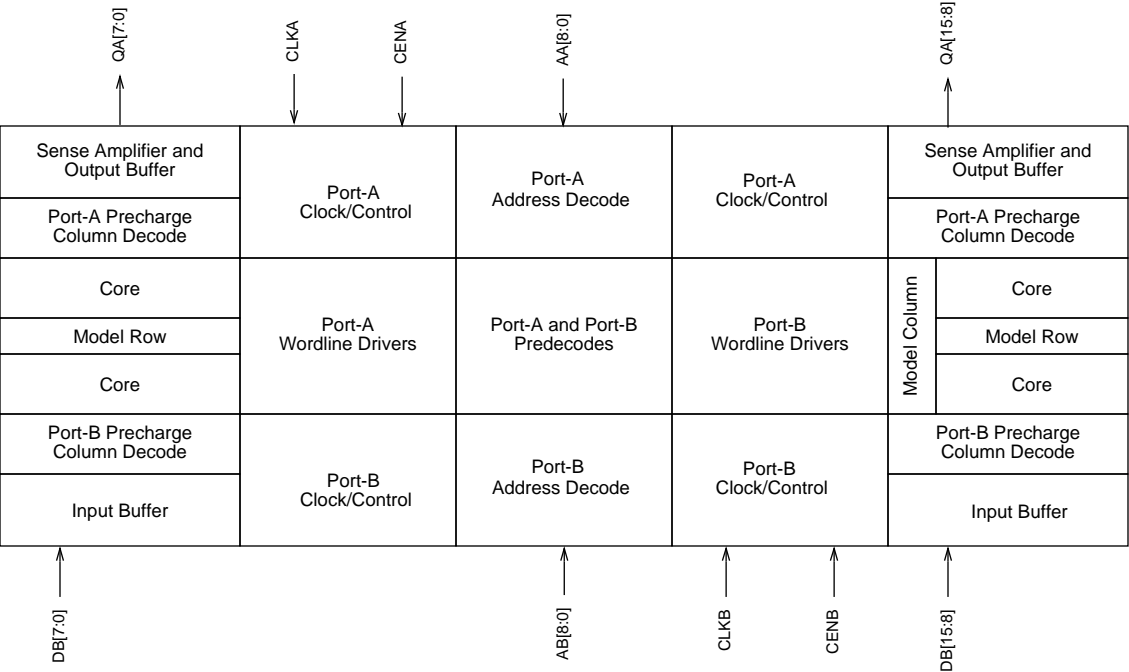 QA[7:0]
CLKA
CENA
AA[8:0]
QA[15:8]
Sense Amplifier and
Output Buffer
Port-A
Clock/Control
Port-A
Address Decode
Port-A
Clock/Control
Sense Amplifier and
Output Buffer
Port-A Precharge
Column Decode
Port-A Precharge
Column Decode
Core
Model Row
Core
Port-A
Wordline Drivers
Port-A and Port-B
Predecodes
Port-B
Wordline Drivers
Model Column
Core
Model Row
Core
Port-B Precharge
Column Decode
Port-B
Clock/Control
Port-B
Address Decode
Port-B
Clock/Control
Port-B Precharge
Column Decode
Input Buffer
Input Buffer
DB[7:0]
AB[8:0]
CLKB
CENB
DB[15:8]